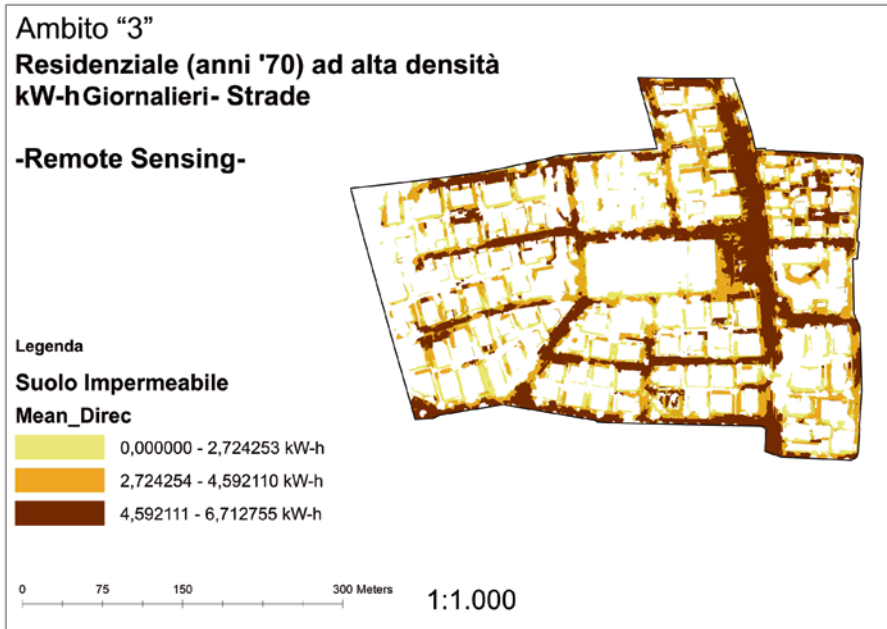 Ambito “3”
Residenziale (anni '70) ad alta densità
kW-h Giornalieri- Strade
-Remote Sensing-
Legenda
Suolo Impermeabile
Mean_Direc
0,000000 - 2,724253 kW-h
2,724254 - 4,592110 kW-h
4,592111 - 6,712755 kW-h
0 75 150 300 Meters
1:1.000